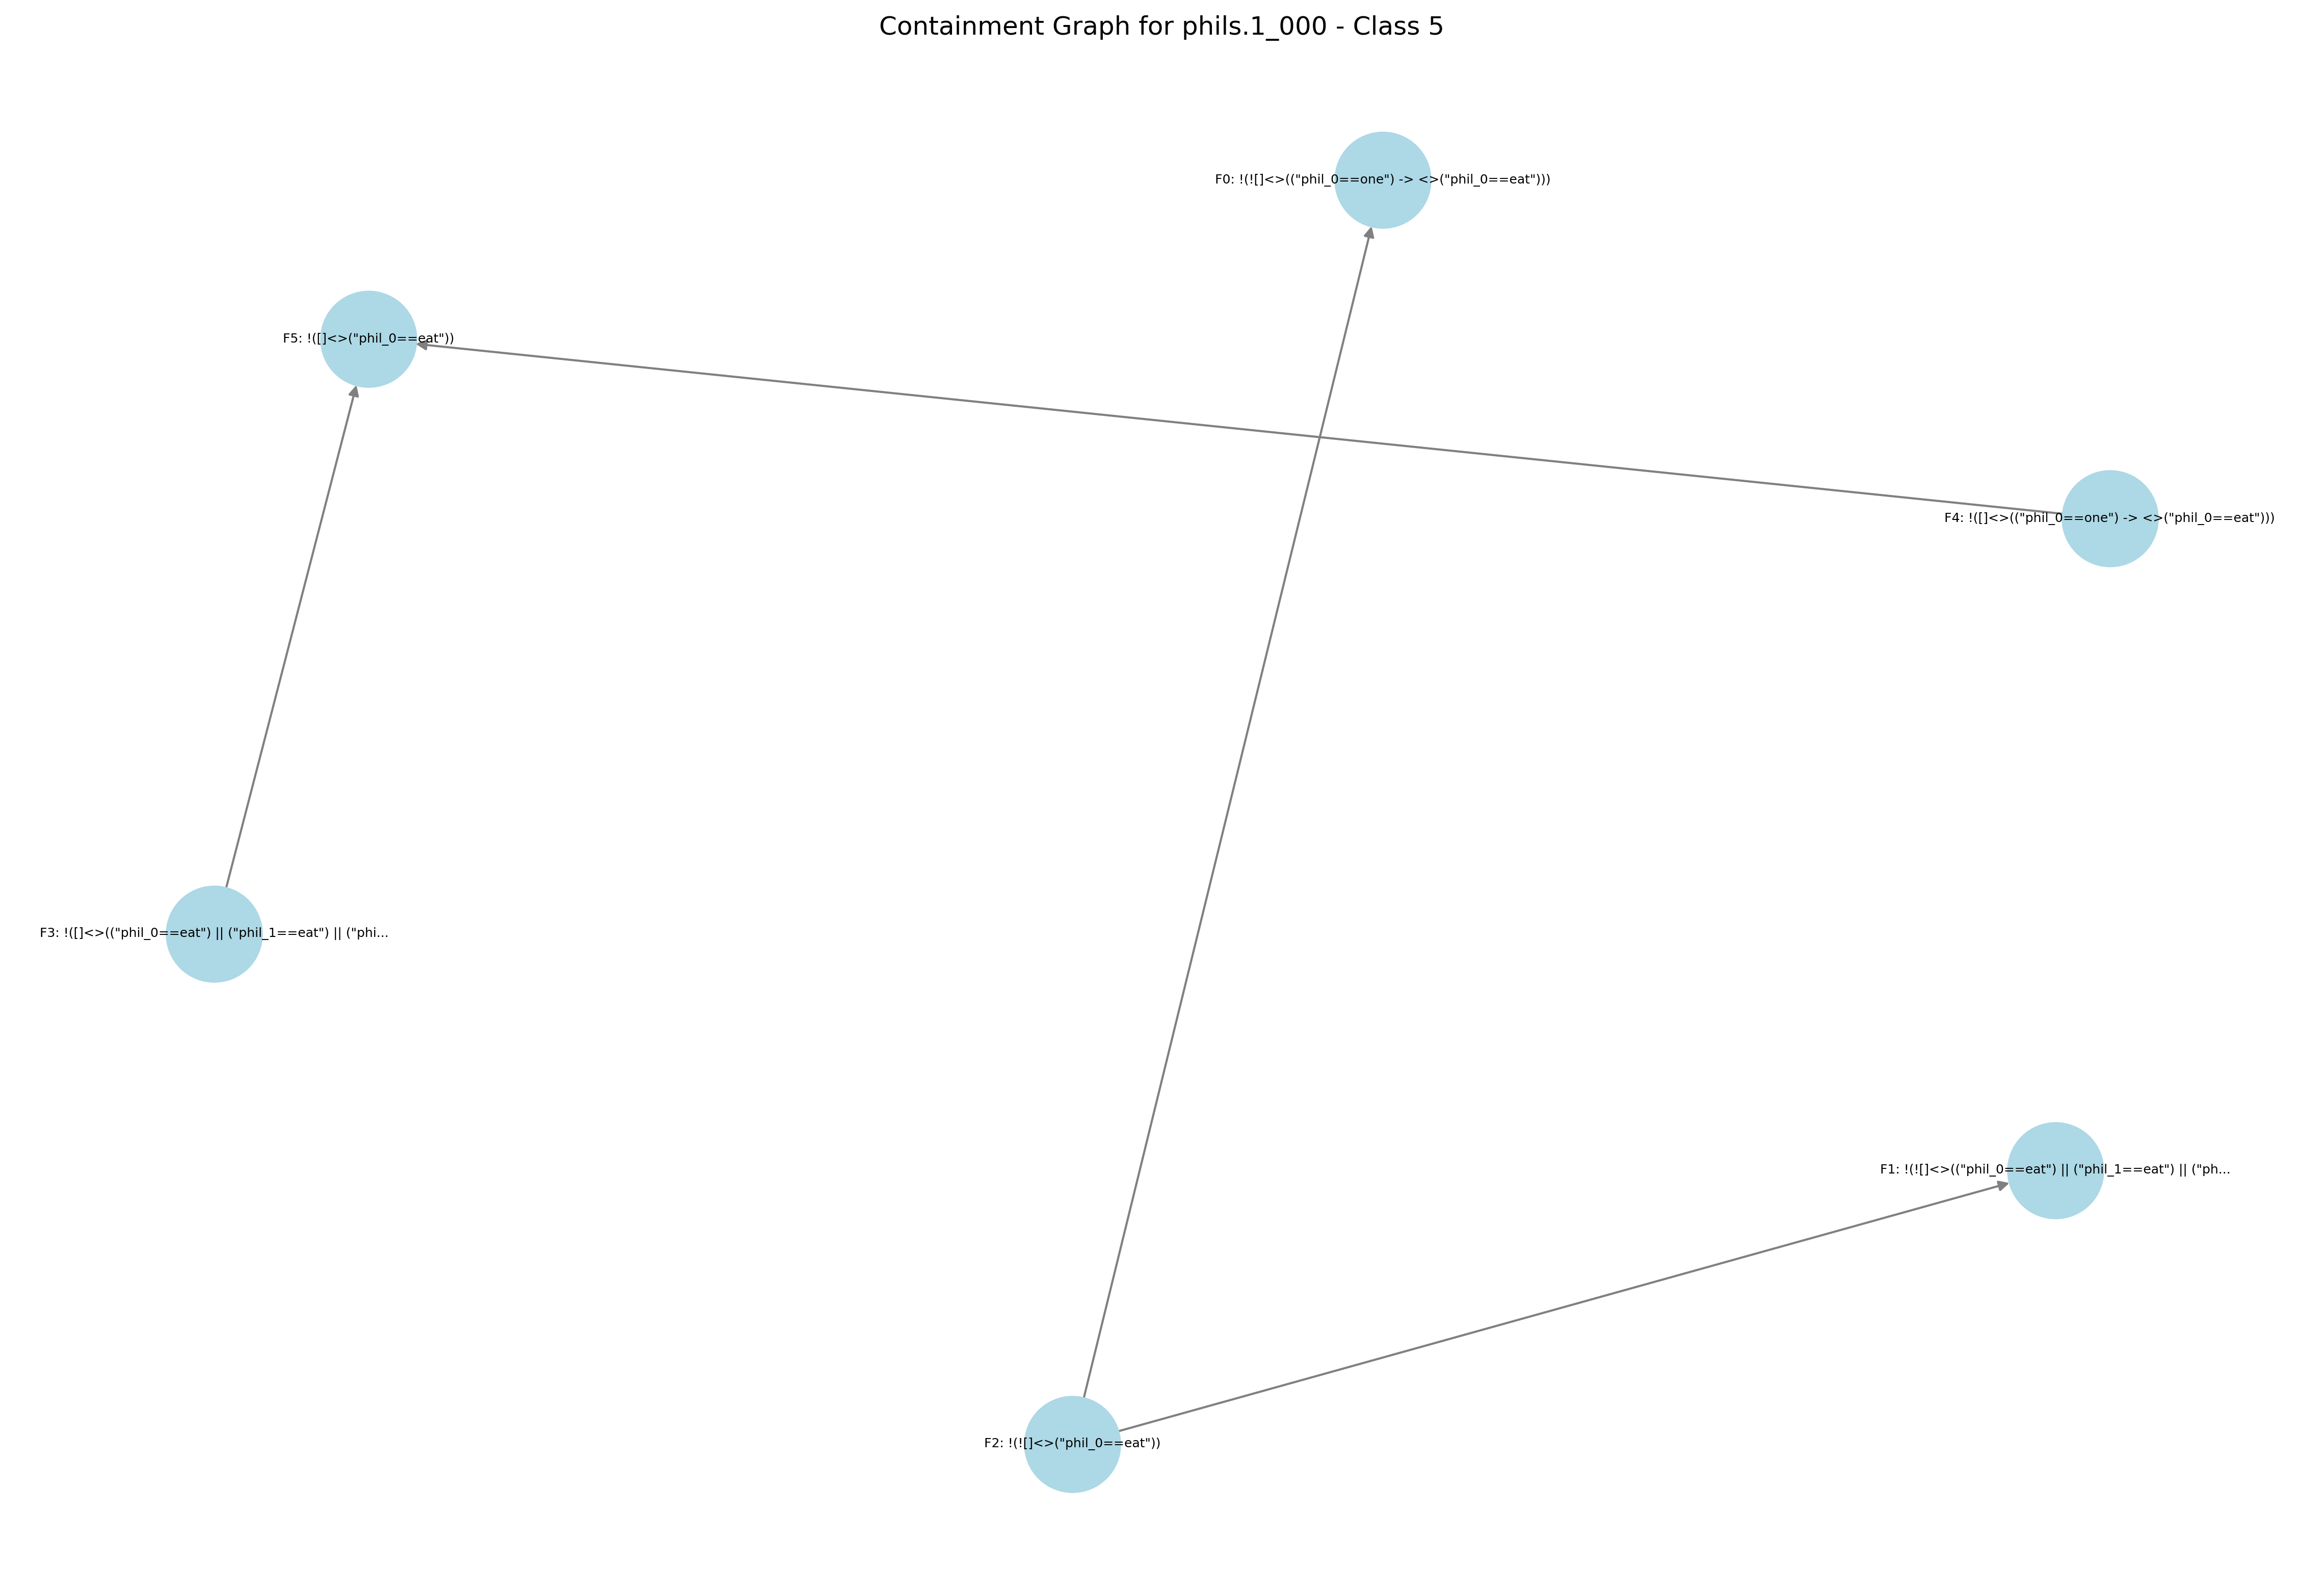 Containment Graph for phils.1_000 - Class 5
F0: !(![]<>(("phil_0==one") -> <>("phil_0==eat")))
F5: !([]<>("phil_0==eat"))
F4: !([]<>(("phil_0==one") -> <>("phil_0==eat")))
F3: !([]<>(("phil_0==eat") || ("phil_1==eat") || ("phi...
F1: !(![]<>(("phil_0==eat") || ("phil_1==eat") || ("ph...
F2: !(![]<>("phil_0==eat"))